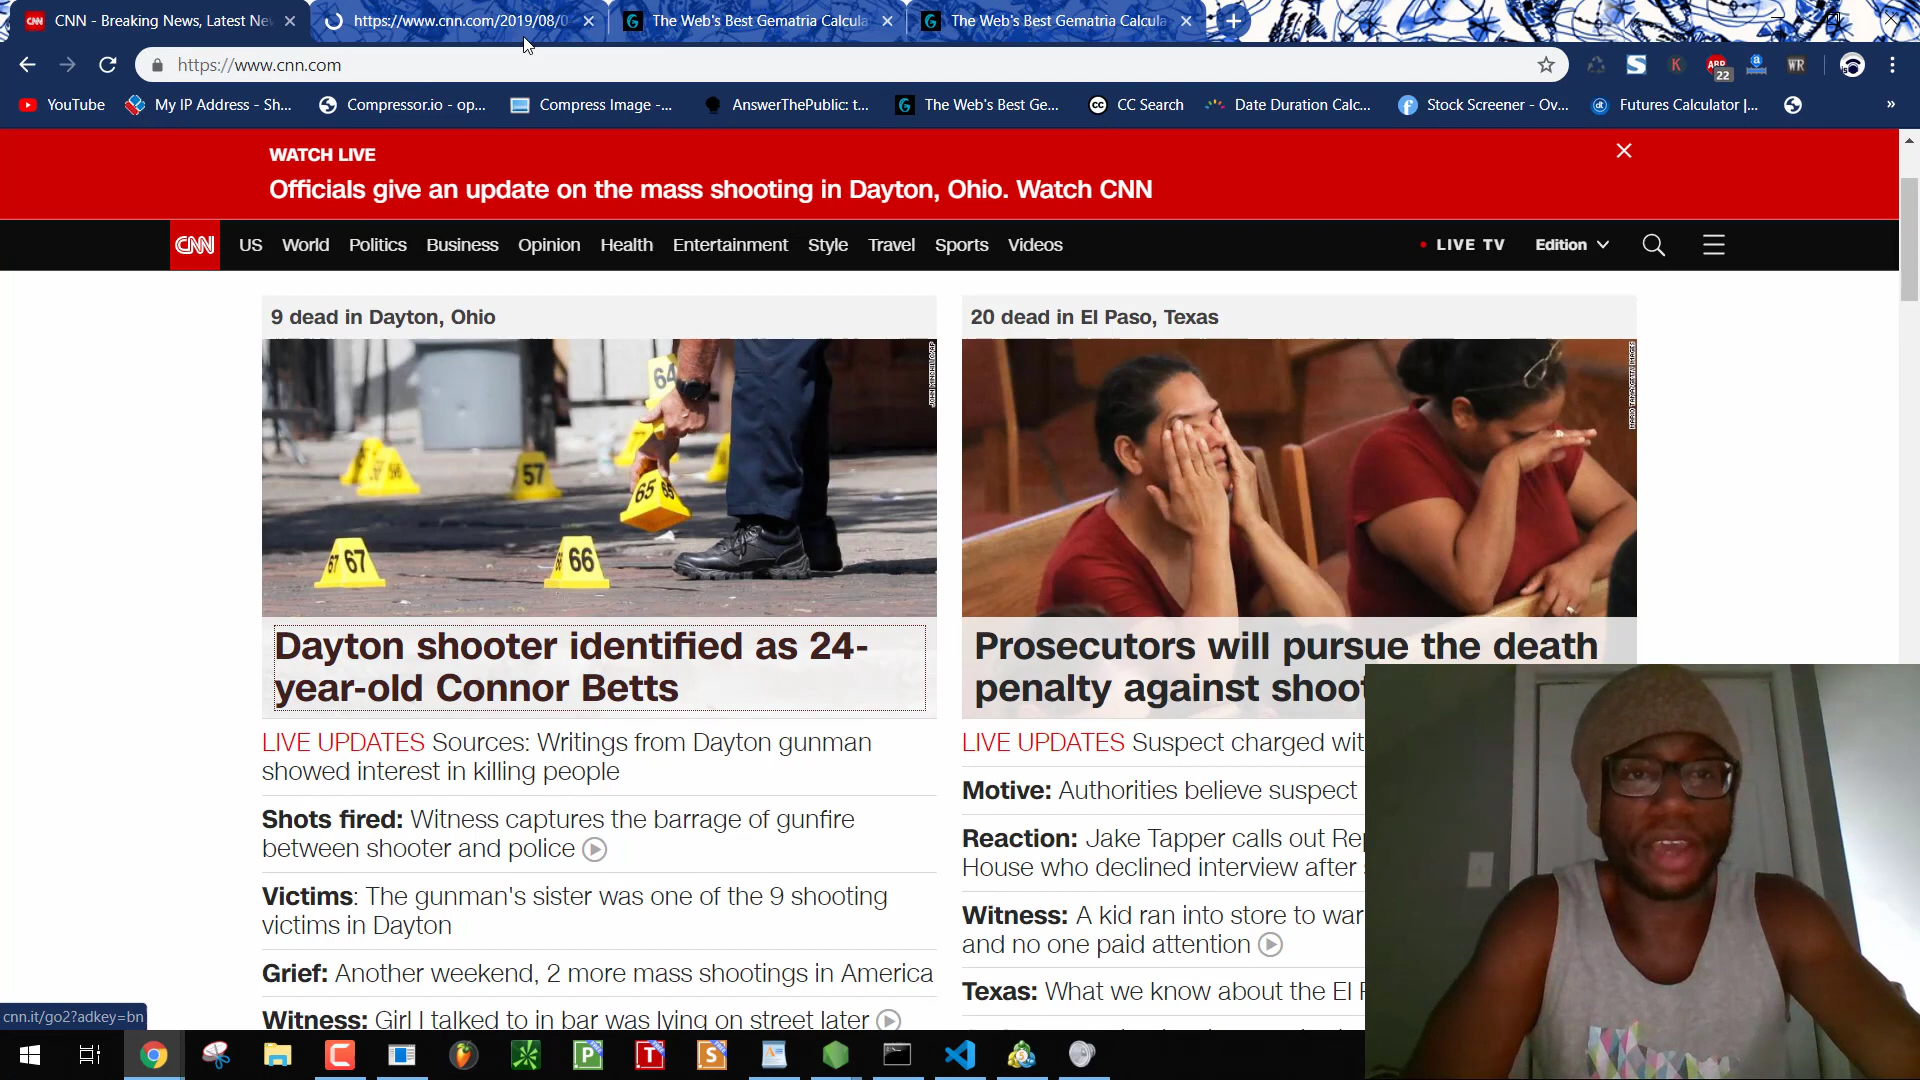 CNN - Breaking News, Latest Ne
https://www.cnn.com/2019/08/0
The Web's Best Gematria Calcula
The Web's Best Gematria Calcula
https://www.cnn.com
22
WR
YouTube
My IP Address - Sh...
Compressor.io - op...
Compress Image -...
AnswerThePublic: t...
The Web's Best Ge...
CC Search
Date Duration Calc...
Stock Screener - Ov...
Futures Calculator |...
»
WATCH LIVE
Officials give an update on the mass shooting in Dayton, Ohio. Watch CNN
CNN
US
World
Politics
Business
Opinion
Health
Entertainment
Style
Travel
Sports
Videos
LIVE TV
Edition
9 dead in Dayton, Ohio
64
57
65
67
66
Dayton shooter identified as 24-
year-old Connor Betts
LIVE UPDATES Sources: Writings from Dayton gunman
showed interest in killing people
Shots fired: Witness captures the barrage of gunfire
between shooter and police
Victims: The gunman's sister was one of the 9 shooting
victims in Dayton
Grief: Another weekend, 2 more mass shootings in America
Witness: Girl I talked to in bar was lying on street later
20 dead in El Paso, Texas
Prosecutors will pursue the death
penalty against shoot
LIVE UPDATES Suspect charged wit
Motive: Authorities believe suspect
Reaction: Jake Tapper calls out Rep
House who declined interview after
Witness: A kid ran into store to war
and no one paid attention
Texas: What we know about the El P
cnn.it/go2?adkey=bn